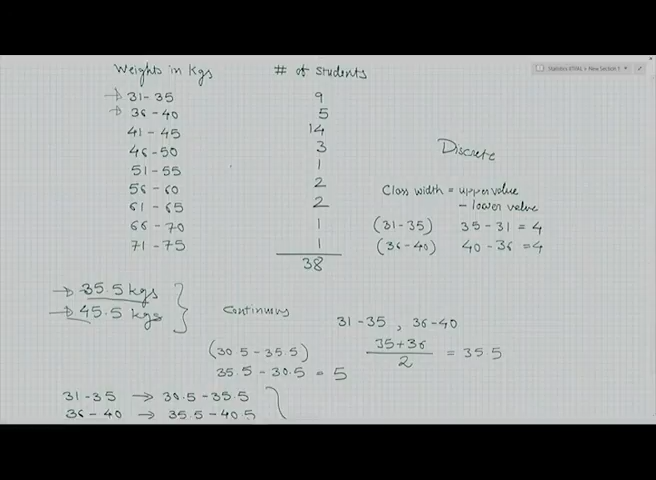 Weights in Kgs # of Students
31-35 9
36-40 5
41-45 14
46-50 3
51-55 1
56-60 2
61-65 2
66-70 1
71-75 1
38
Discrete
Class width = upper value
- lower value
(31-35) 35-31 = 4
(36-40) 40-36 = 4
35.5 kgs
45.5 kgs
Continuous
31-35, 36-40
(30.5-35.5)
35+36
2
= 35.5
35.5-30.5 = 5
31-35 → 30.5-35.5
36-40 → 35.5-40.5